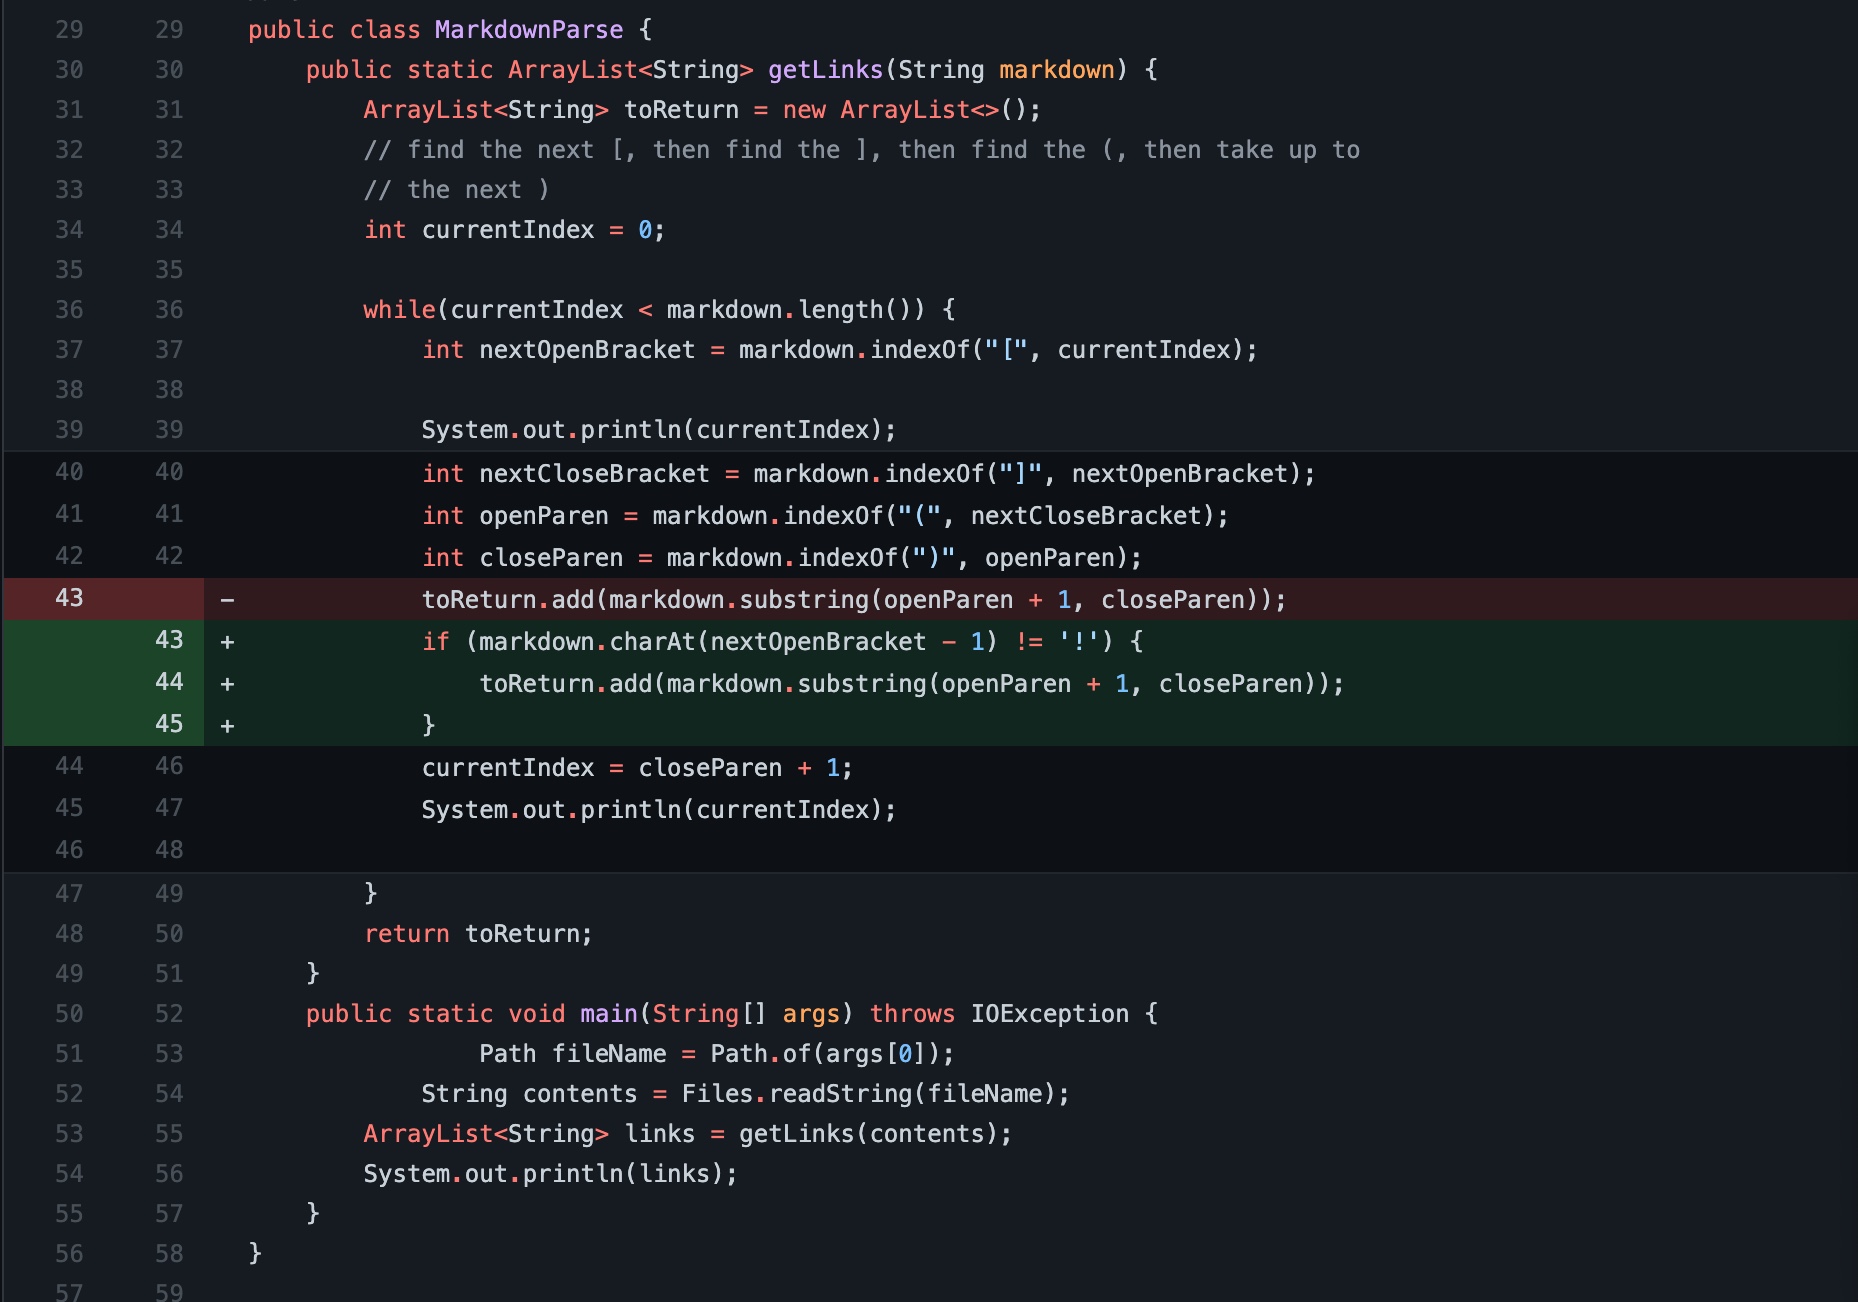 29 29 public class MarkdownParse {
30 30 public static ArrayList<String> getLinks(String markdown) {
31 31 ArrayList<String> toReturn = new ArrayList<>();
32 32 // find the next [, then find the ], then find the (, then take up to
33 33 // the next )
34 34 int currentIndex = 0;
35 35
36 36 while(currentIndex < markdown.length()) {
37 37 int nextOpenBracket = markdown.indexOf("[", currentIndex);
38 38
39 39 System.out.println(currentIndex);
40 40 int nextCloseBracket = markdown.indexOf("]", nextOpenBracket);
41 41 int openParen = markdown.indexOf("(", nextCloseBracket);
42 42 int closeParen = markdown.indexOf(")", openParen);
43 - toReturn.add(markdown.substring(openParen + 1, closeParen));
43 + if (markdown.charAt(nextOpenBracket - 1) != '!') {
44 + toReturn.add(markdown.substring(openParen + 1, closeParen));
45 + }
44 46 currentIndex = closeParen + 1;
45 47 System.out.println(currentIndex);
46 48
47 49 }
48 50 return toReturn;
49 51 }
50 52 public static void main(String[] args) throws IOException {
51 53 Path fileName = Path.of(args[0]);
52 54 String contents = Files.readString(fileName);
53 55 ArrayList<String> links = getLinks(contents);
54 56 System.out.println(links);
55 57 }
56 58 }
57 59